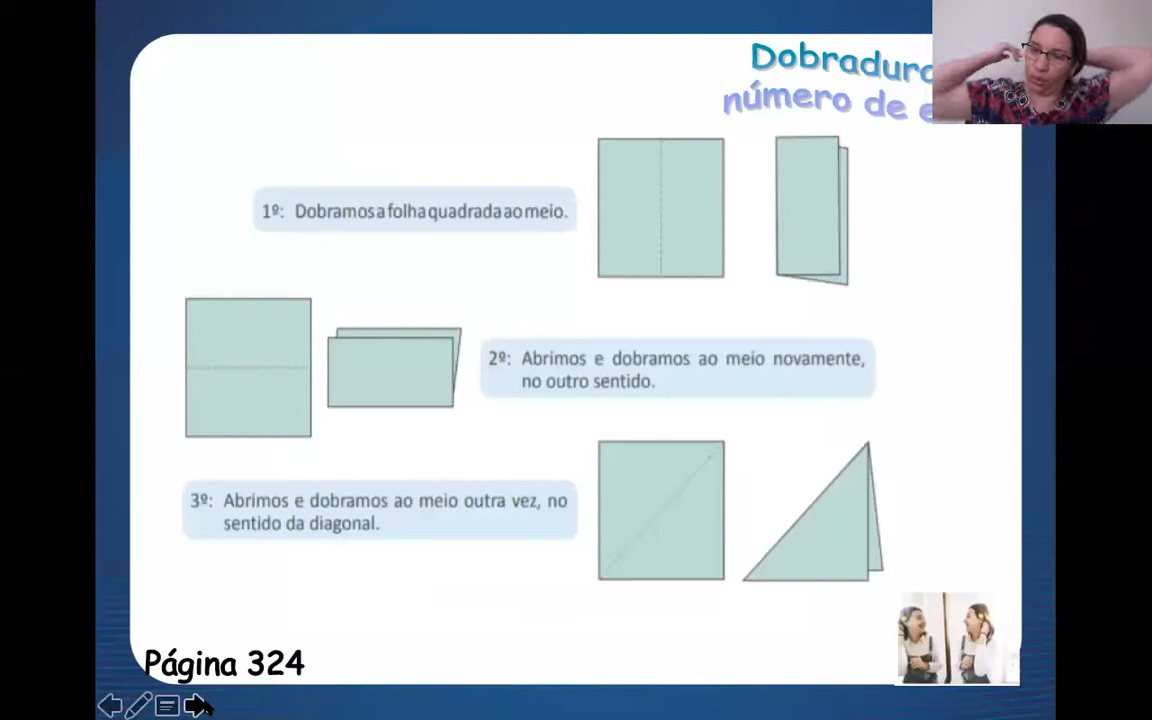 Dobradura
número de e
1º: Dobramos a folha quadrada ao meio.
2º: Abrimos e dobramos ao meio novamente,
no outro sentido.
3º: Abrimos e dobramos ao meio outra vez, no
sentido da diagonal.
Página 324